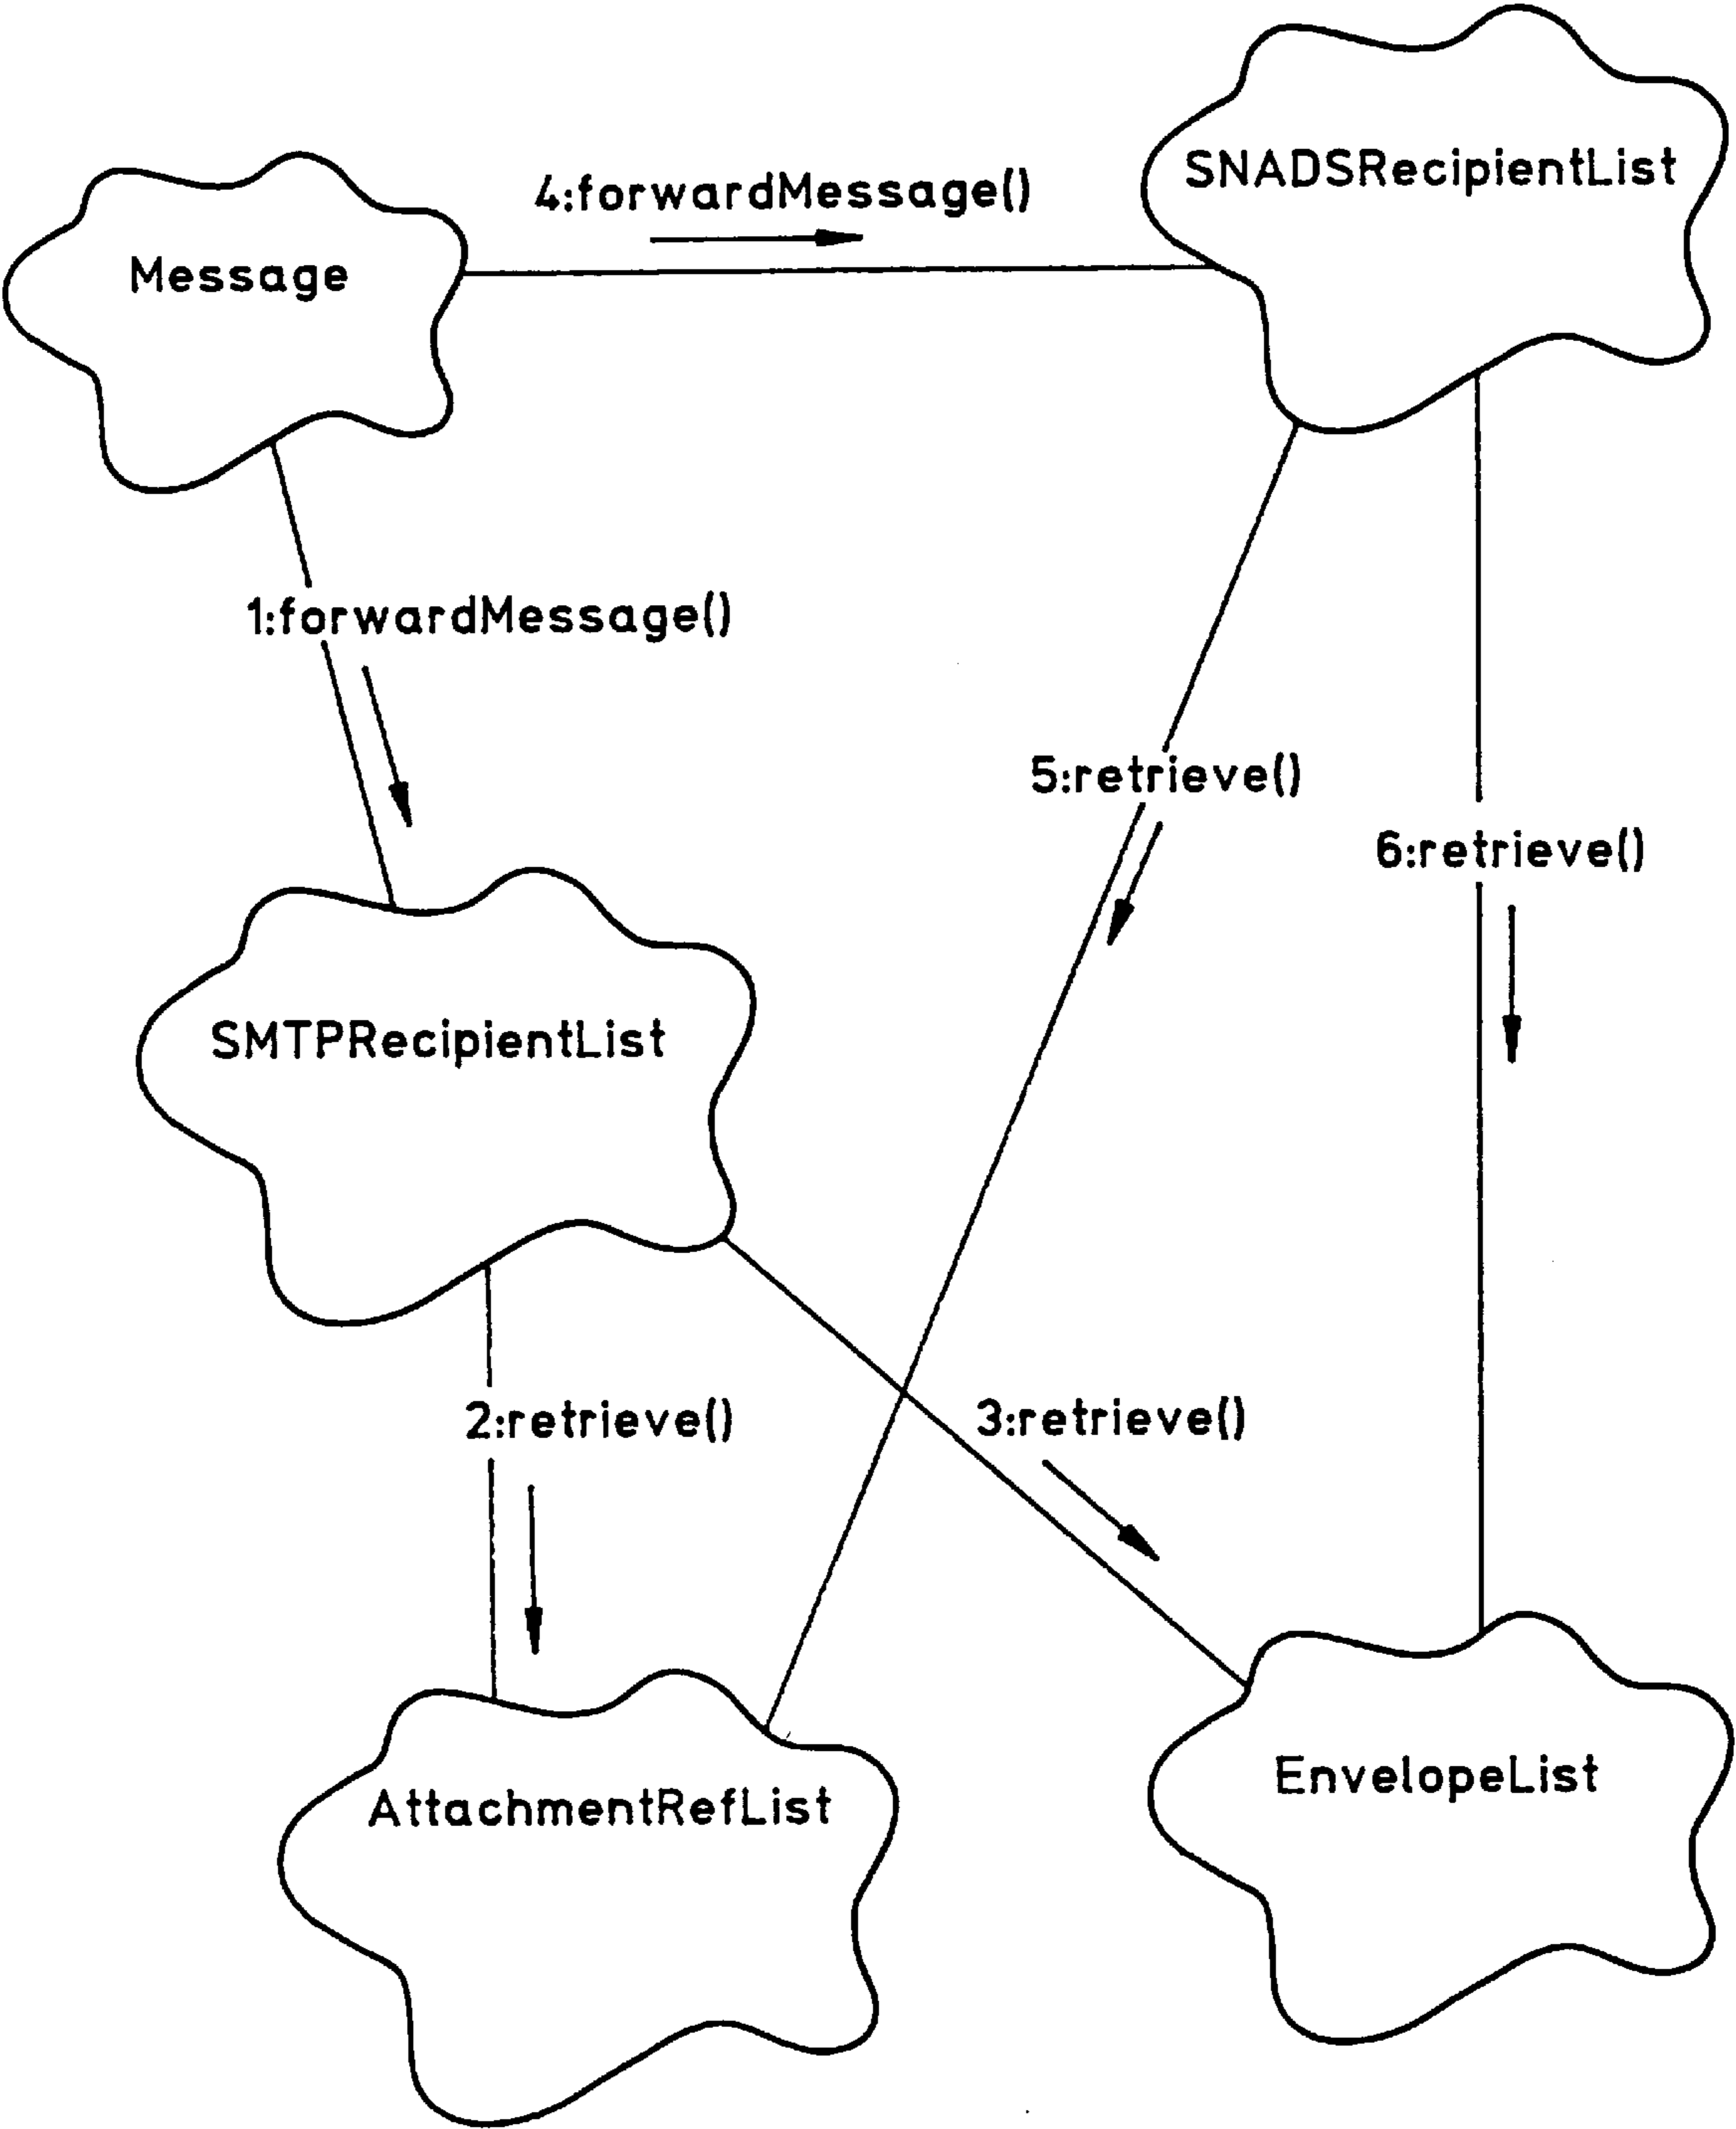 SNADSRecipientList
4:forwardMessage()
Message
1:forwardMessage()
5:retrieve()
6:retrieve()
SMTPRecipientList
2:retrieve()
3:retrieve()
EnvelopeList
AttachmentRefList